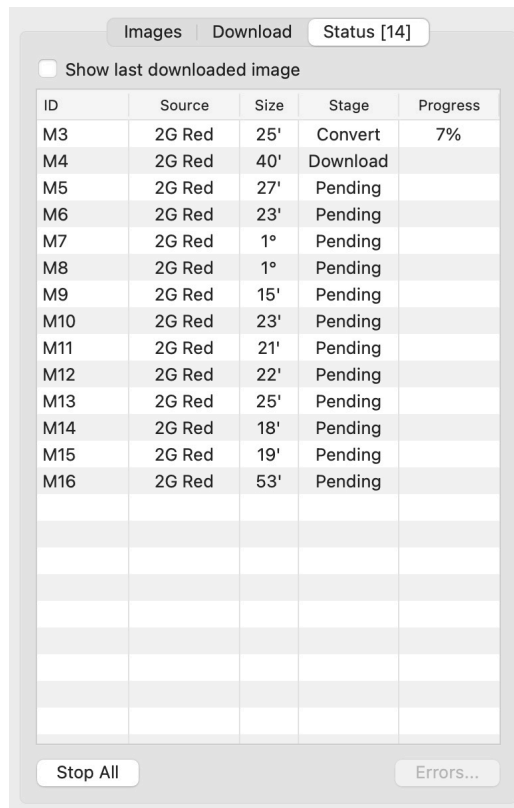 Images Download Status [14]
Show last downloaded image
ID Source Size Stage Progress
M3 2G Red 25' Convert 7%
M4 2G Red 40' Download
M5 2G Red 27' Pending
M6 2G Red 23' Pending
M7 2G Red 1° Pending
M8 2G Red 1° Pending
M9 2G Red 15' Pending
M10 2G Red 23' Pending
M11 2G Red 21' Pending
M12 2G Red 22' Pending
M13 2G Red 25' Pending
M14 2G Red 18' Pending
M15 2G Red 19' Pending
M16 2G Red 53' Pending
Stop All Errors...